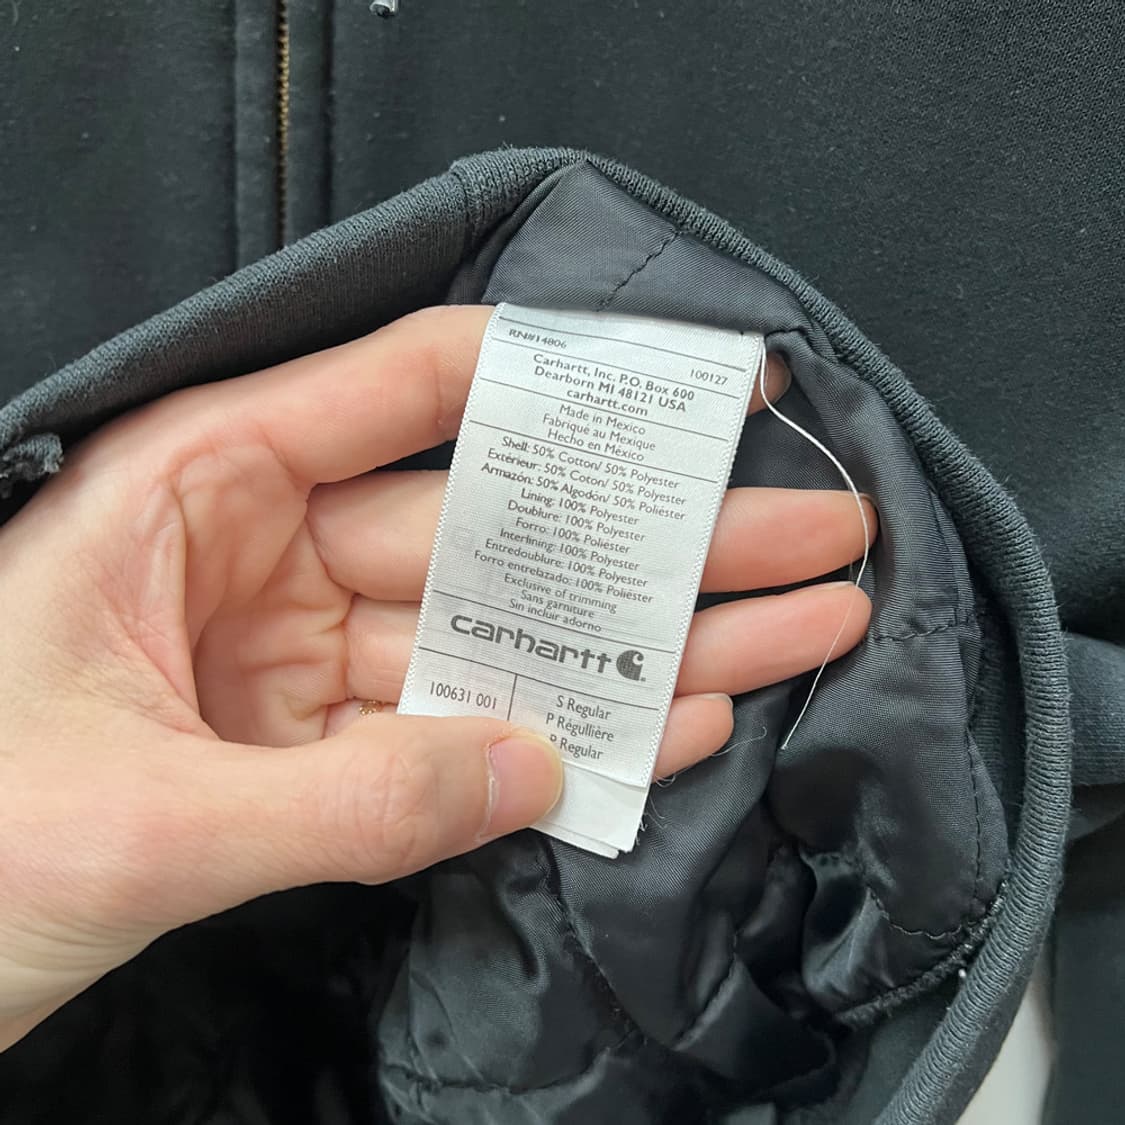 RN#14806
100127
Carhartt, Inc. P.O. Box 600
Dearborn MI 48121 USA
carhartt.com
Made in Mexico
Fabriqué au Mexique
Hecho en México
Shell: 50% Cotton/ 50% Polyester
Extérieur: 50% Coton/ 50% Polyester
Armazón: 50% Algodón/ 50% Poliéster
Lining: 100% Polyester
Doublure: 100% Polyester
Forro: 100% Poliéster
Interlining: 100% Polyester
Entredoublure: 100% Polyester
Forro entrelazado: 100% Poliéster
Exclusive of trimming
Sans garniture
Sin incluir adorno
carhartt
100631 001
S Regular
P Régullière
P Regular